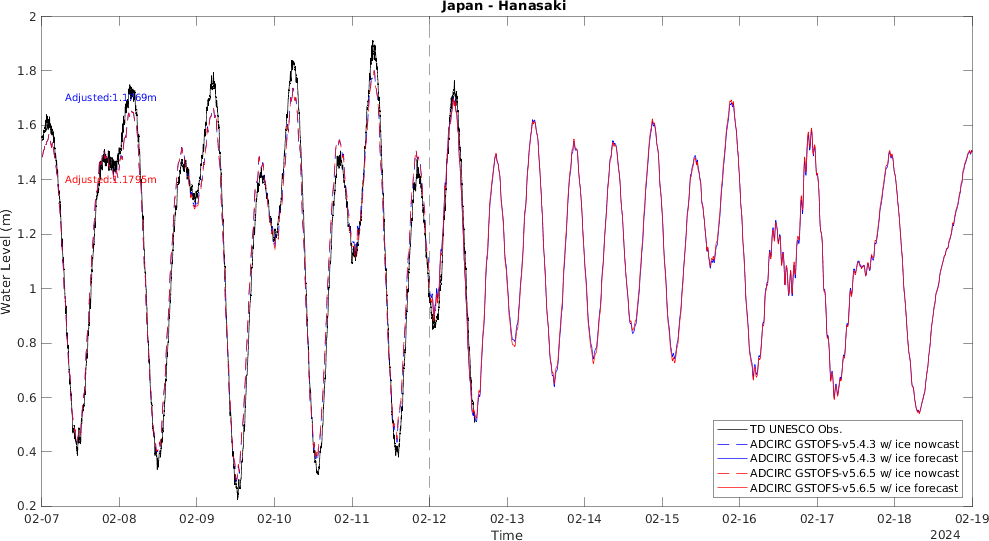 Japan - Hanasaki
2
1.8
1.6
1.4
1.2
1
0.8
0.6
0.4
0.2
Water Level (m)
Adjusted:1.1769m
Adjusted:1.1795m
TD UNESCO Obs.
ADCIRC GSTOFS-v5.4.3 w/ ice nowcast
ADCIRC GSTOFS-v5.4.3 w/ ice forecast
ADCIRC GSTOFS-v5.6.5 w/ ice nowcast
ADCIRC GSTOFS-v5.6.5 w/ ice forecast
02-07 02-08 02-09 02-10 02-11 02-12 02-13 02-14 02-15 02-16 02-17 02-18 02-19
Time
2024